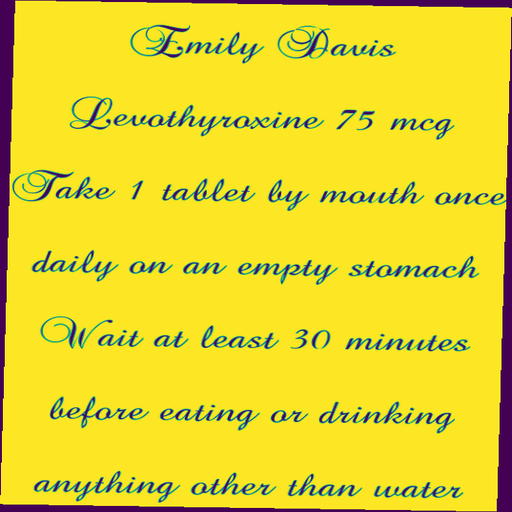 Emily Davis
Levothyroxine 75 mcg
Take 1 tablet by mouth once
daily on an empty stomach
Wait at least 30 minutes
before eating or drinking
anything other than water